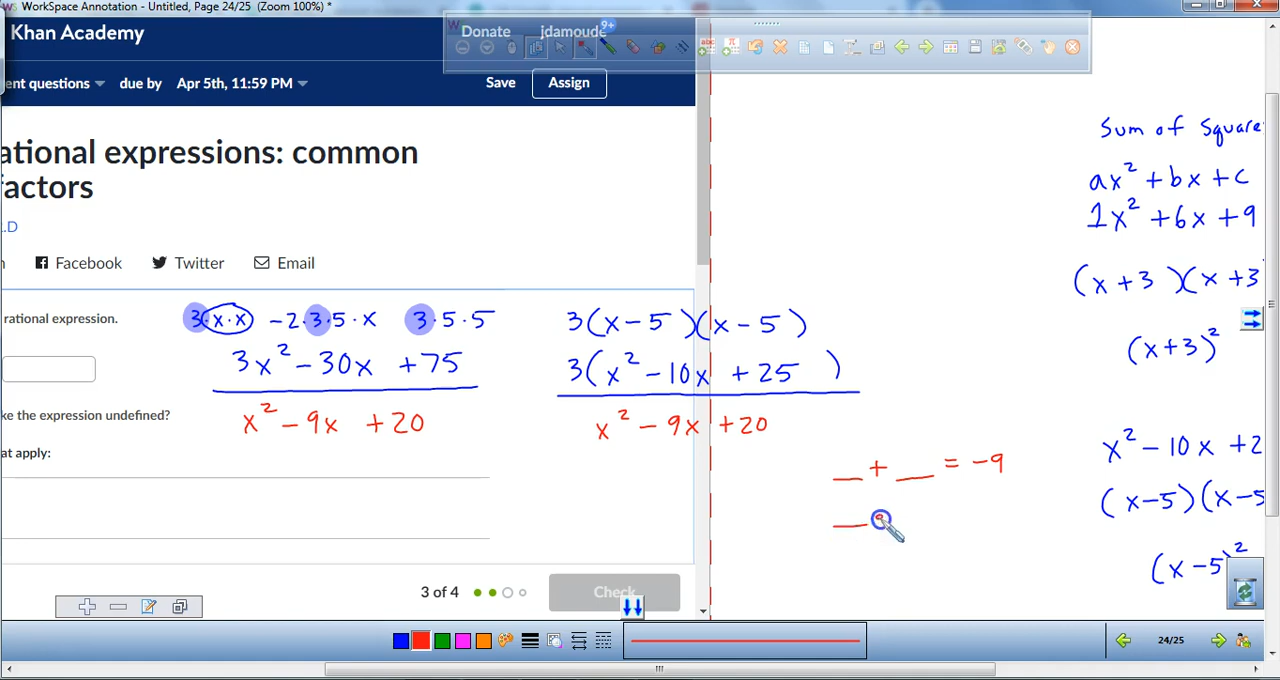 WorkSpace Annotation - Untitled, Page 24/25 (Zoom 100%) *
Khan Academy
Donate jdamoude 9+
ent questions due by Apr 5th, 11:59 PM Save Assign
ational expressions: common
factors
.D
n Facebook Twitter Email
rational expression.
ke the expression undefined?
at apply:
3·x·x -2·3·5·x 3·5·5
3x² - 30x + 75
x² - 9x + 20
3(x - 5)(x - 5)
3(x² - 10x + 25 )
x² - 9x + 20
__ + __ = -9
__
Sum of Square
ax² + bx + c
1x² + 6x + 9
(x + 3 )(x + 3
(x + 3)²
x² - 10x + 2
(x - 5)(x - 5
(x - 5)²
3 of 4 Check
24/25